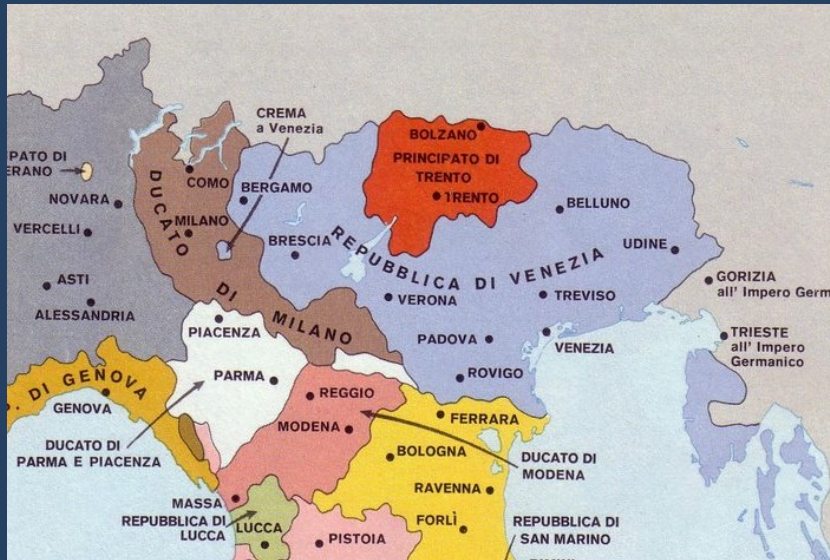 CREMA
a Venezia
BOLZANO
PRINCIPATO DI
TRENTO
TRENTO
IPATO DI
ERANO
COMO
BERGAMO
NOVARA
BELLUNO
DUCATO
DI MILANO
MILANO
VERCELLI
BRESCIA
REPUBBLICA DI VENEZIA
UDINE
ASTI
GORIZIA
all' Impero Germ
VERONA
TREVISO
ALESSANDRIA
PIACENZA
PADOVA
VENEZIA
TRIESTE
all' Impero
Germanico
PARMA
ROVIGO
. DI GENOVA
REGGIO
GENOVA
FERRARA
MODENA
DUCATO DI
PARMA E PIACENZA
BOLOGNA
DUCATO DI
MODENA
RAVENNA
MASSA
REPUBBLICA DI
LUCCA
LUCCA
FORLÌ
REPUBBLICA DI
SAN MARINO
PISTOIA